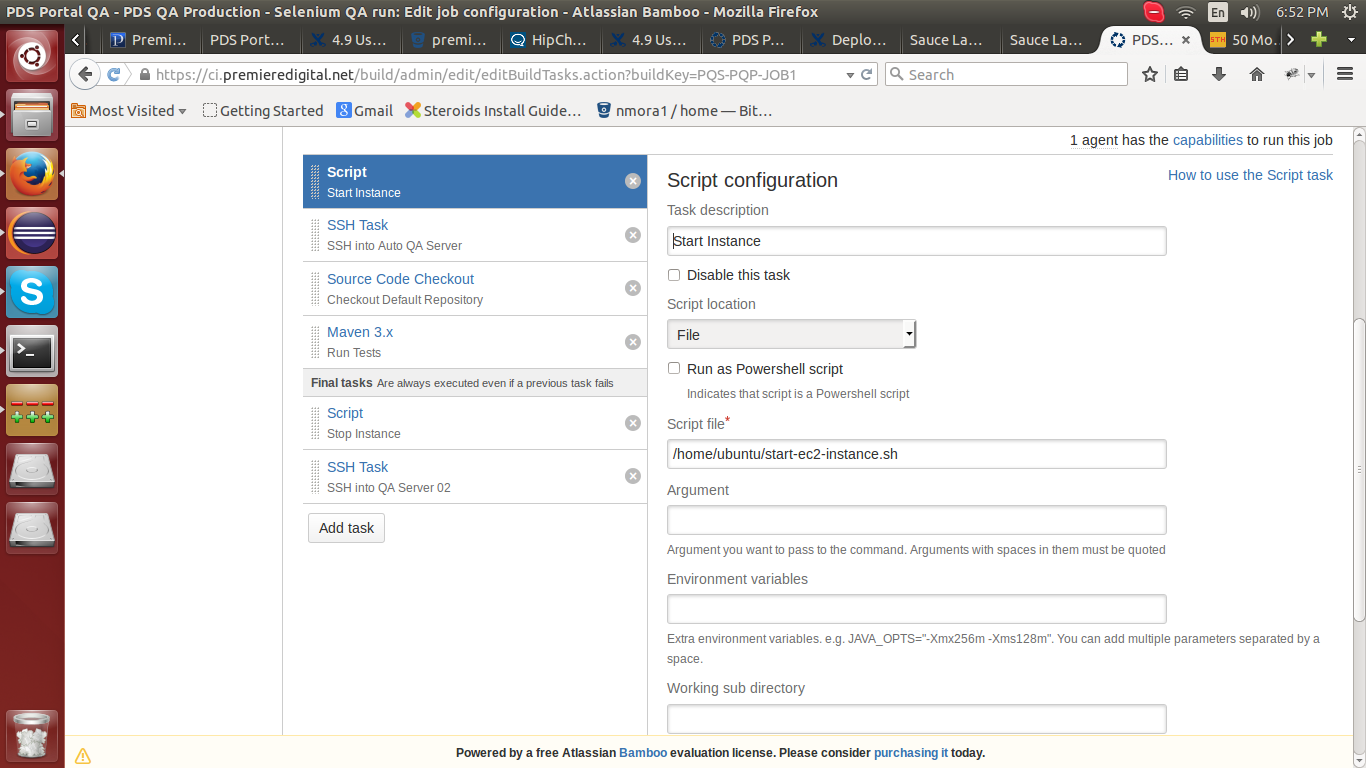 PDS Portal QA - PDS QA Production - Selenium QA run: Edit job configuration - Atlassian Bamboo - Mozilla Firefox
En
6:52 PM
Premi...
PDS Port...
4.9 Us...
premi...
HipCh...
4.9 Us...
PDS P...
Deplo...
Sauce La...
Sauce La...
PDS...
STH
50 Mo.
https://ci.premieredigital.net/build/admin/edit/editBuildTasks.action?buildKey=PQS-PQP-JOB1
Search
Most Visited
Getting Started
Gmail
Steroids Install Guide...
nmora1 / home — Bit...
1 agent has the capabilities to run this job
Script
Start Instance
SSH Task
SSH into Auto QA Server
Source Code Checkout
Checkout Default Repository
Maven 3.x
Run Tests
Final tasks Are always executed even if a previous task fails
Script
Stop Instance
SSH Task
SSH into QA Server 02
Add task
Script configuration
How to use the Script task
Task description
Start Instance
Disable this task
Script location
File
Run as Powershell script
Indicates that script is a Powershell script
Script file*
/home/ubuntu/start-ec2-instance.sh
Argument
Argument you want to pass to the command. Arguments with spaces in them must be quoted
Environment variables
Extra environment variables. e.g. JAVA_OPTS="-Xmx256m -Xms128m". You can add multiple parameters separated by a
space.
Working sub directory
Powered by a free Atlassian Bamboo evaluation license. Please consider purchasing it today.